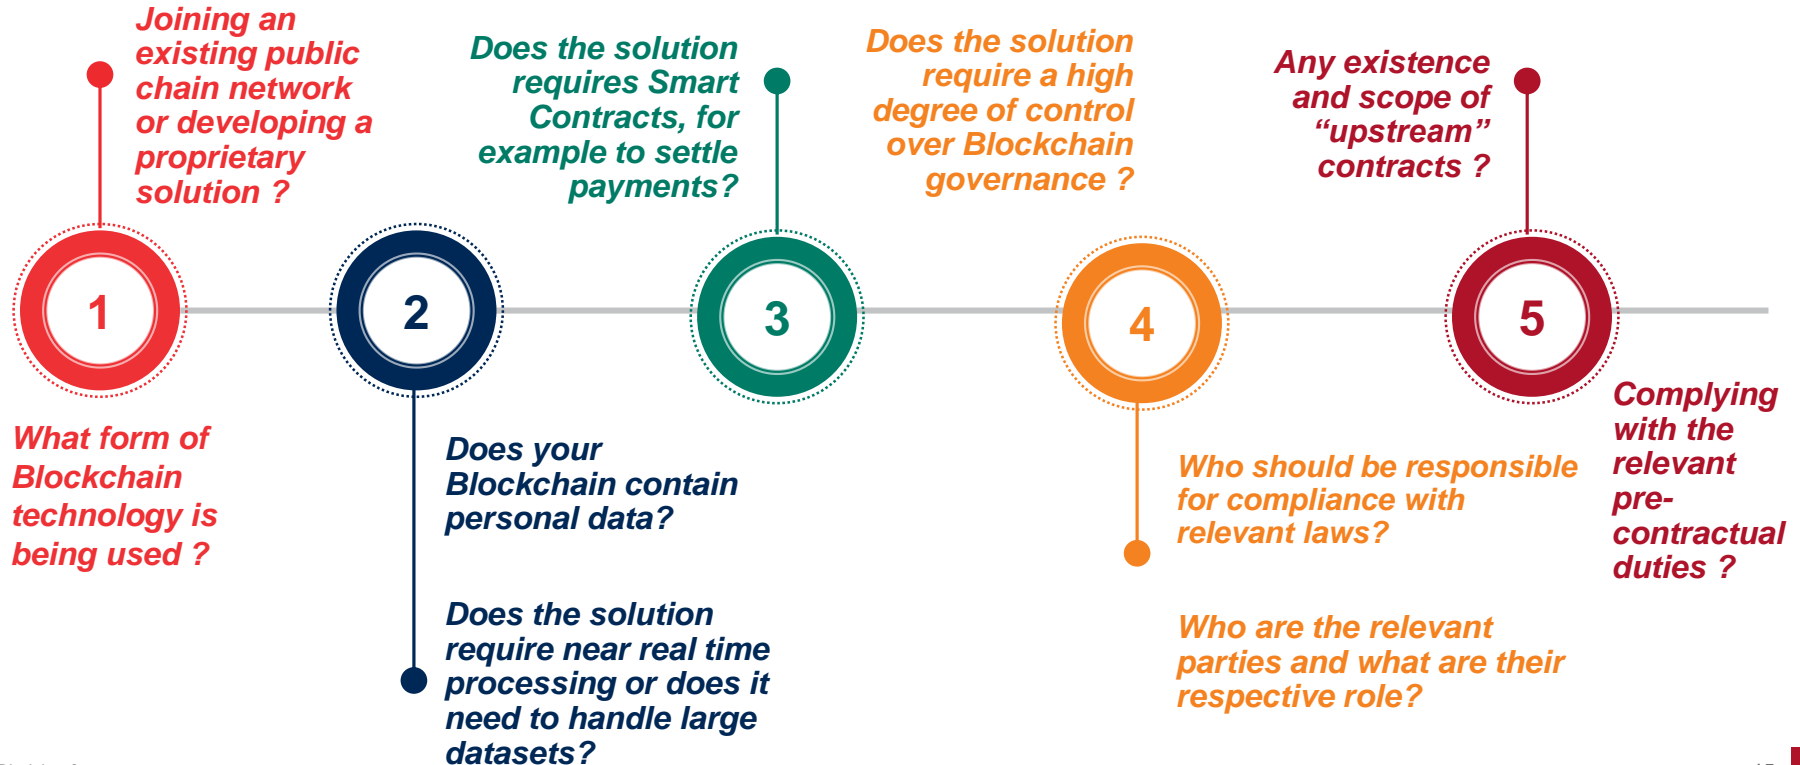 Joining an
existing public
chain network
or developing a
proprietary
solution ?
1
What form of
Blockchain
technology is
being used ?
2
Does your
Blockchain contain
personal data?
Does the solution
require near real time
processing or does it
need to handle large
datasets?
Does the solution
requires Smart
Contracts, for
example to settle
payments?
3
Does the solution
require a high
degree of control
over Blockchain
governance ?
4
Who should be responsible
for compliance with
relevant laws?
Who are the relevant
parties and what are their
respective role?
Any existence
and scope of
“upstream”
contracts ?
5
Complying
with the
relevant
pre-
contractual
duties ?